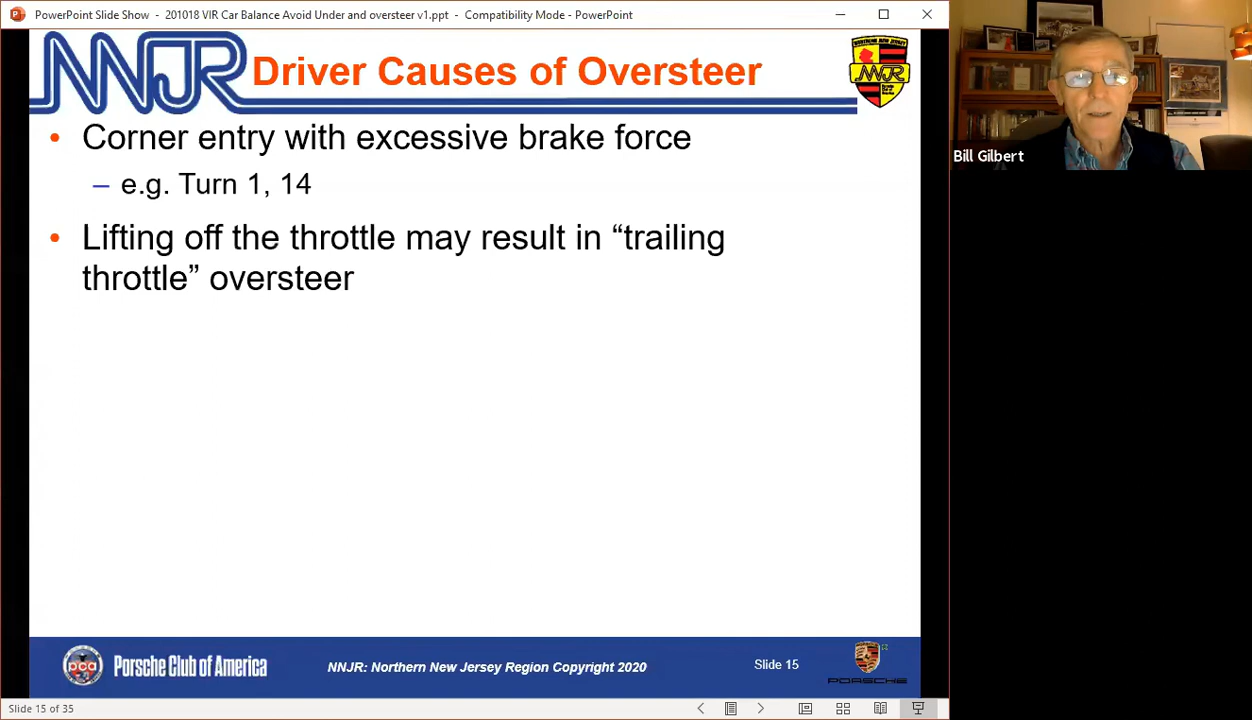 PowerPoint Slide Show - 201018 VIR Car Balance Avoid Under and oversteer v1.ppt - Compatibility Mode - PowerPoint
NNJR
Driver Causes of Oversteer
NNJR
• Corner entry with excessive brake force
– e.g. Turn 1, 14
• Lifting off the throttle may result in “trailing
throttle” oversteer
Bill Gilbert
pca
Porsche Club of America
NNJR: Northern New Jersey Region Copyright 2020
Slide 15
PORSCHE
Slide 15 of 35